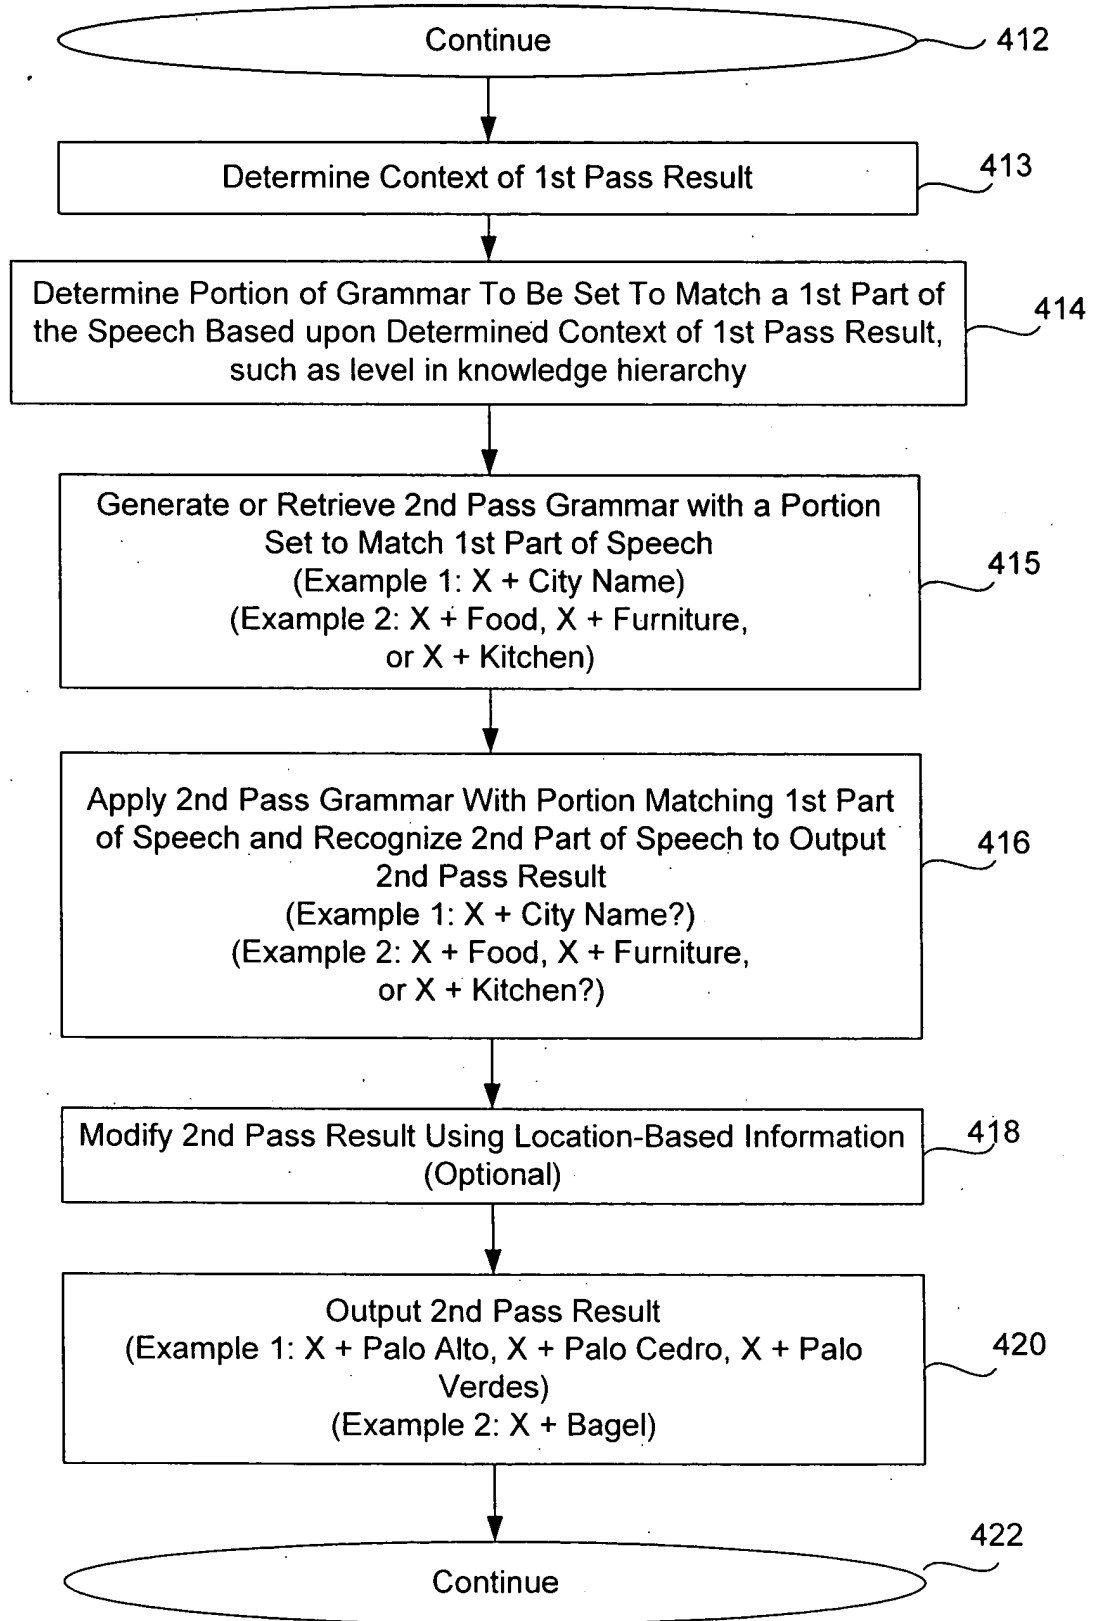 Continue
412
Determine Context of 1st Pass Result
413
Determine Portion of Grammar To Be Set To Match a 1st Part of
the Speech Based upon Determined Context of 1st Pass Result,
such as level in knowledge hierarchy
414
Generate or Retrieve 2nd Pass Grammar with a Portion
Set to Match 1st Part of Speech
(Example 1: X + City Name)
(Example 2: X + Food, X + Furniture,
or X + Kitchen)
415
Apply 2nd Pass Grammar With Portion Matching 1st Part
of Speech and Recognize 2nd Part of Speech to Output
2nd Pass Result
(Example 1: X + City Name?)
(Example 2: X + Food, X + Furniture,
or X + Kitchen?)
416
Modify 2nd Pass Result Using Location-Based Information
(Optional)
418
Output 2nd Pass Result
(Example 1: X + Palo Alto, X + Palo Cedro, X + Palo
Verdes)
(Example 2: X + Bagel)
420
Continue
422